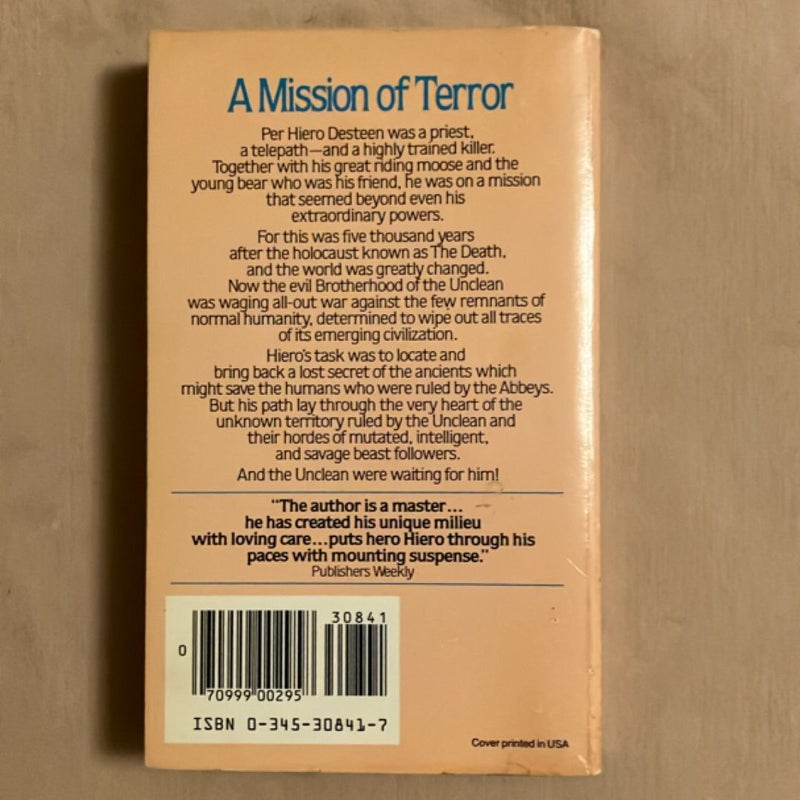 A Mission of Terror
Per Hiero Desteen was a priest,
a telepath—and a highly trained killer.
Together with his great riding moose and the
young bear who was his friend, he was on a mission
that seemed beyond even his
extraordinary powers.
For this was five thousand years
after the holocaust known as The Death,
and the world was greatly changed.
Now the evil Brotherhood of the Unclean
was waging all-out war against the few remnants of
normal humanity, determined to wipe out all traces
of its emerging civilization.
Hiero's task was to locate and
bring back a lost secret of the ancients which
might save the humans who were ruled by the Abbeys.
But his path lay through the very heart of the
unknown territory ruled by the Unclean and
their hordes of mutated, intelligent,
and savage beast followers.
And the Unclean were waiting for him!
"The author is a master...
he has created his unique milieu
with loving care...puts hero Hiero through his
paces with mounting suspense."
Publishers Weekly
30841
0
70999 00295
ISBN 0-345-30841-7
Cover printed in USA